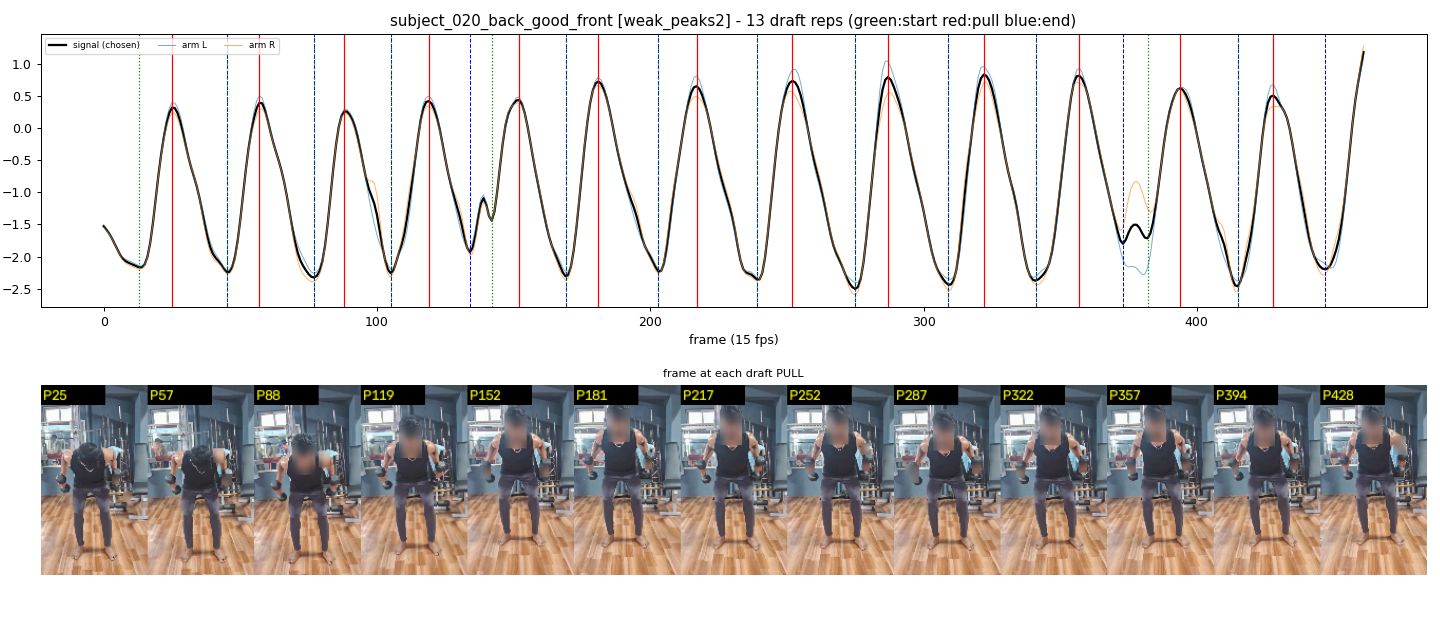 subject_020_back_good_front [weak_peaks2] - 13 draft reps (green:start red:pull blue:end)
signal (chosen) arm L arm R
1.0
0.5
0.0
−0.5
−1.0
−1.5
−2.0
−2.5
0 100 200 300 400
frame (15 fps)
frame at each draft PULL
P25 P57 P88 P119 P152 P181 P217 P252 P287 P322 P357 P394 P428